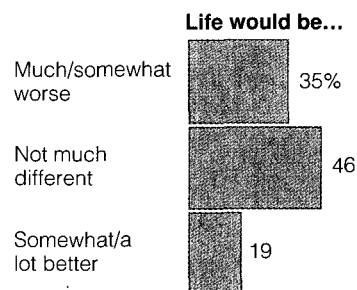 Life would be...
Much/somewhat
worse
35%
Not much
different
46
Somewhat/a
lot better
19